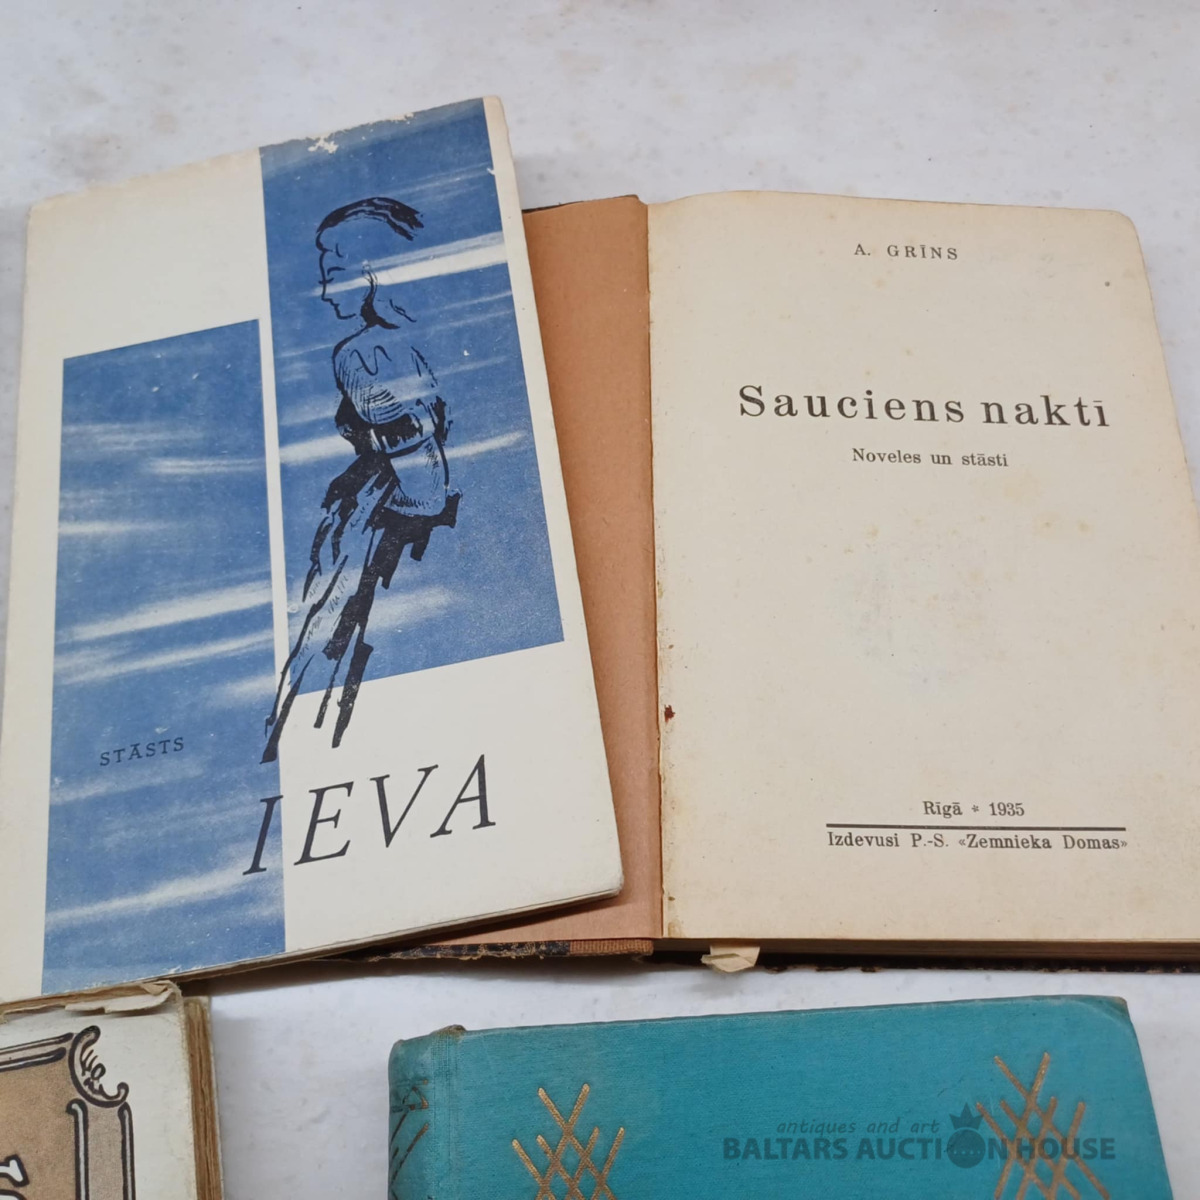 STĀSTS
IEVA
A. GRĪNS
Sauciens naktī
Noveles un stāsti
Rīgā * 1935
Izdevusi P.-S. «Zemnieka Domas»
antiques and art
BALTARS AUCTION HOUSE